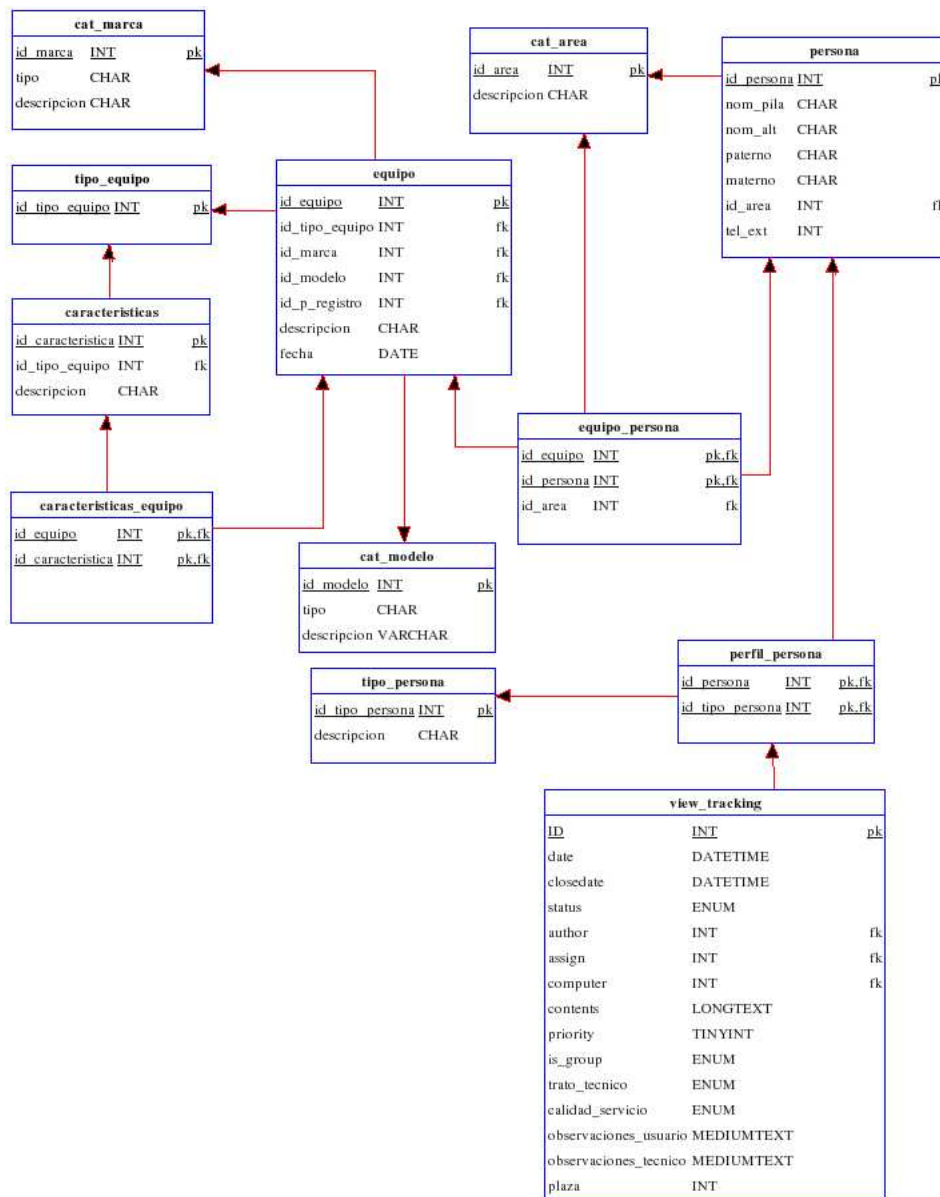 cat_marca
id_marca INT pk
tipo CHAR
descripcion CHAR
cat_area
id_area INT pk
descripcion CHAR
persona
id_persona INT pk
nom_pila CHAR
nom_alt CHAR
paterno CHAR
materno CHAR
id_area INT fk
tel_ext INT
tipo_equipo
id_tipo_equipo INT pk
equipo
id_equipo INT pk
id_tipo_equipo INT fk
id_marca INT fk
id_modelo INT fk
id_p_registro INT fk
descripcion CHAR
fecha DATE
caracteristicas
id_caracteristica INT pk
id_tipo_equipo INT fk
descripcion CHAR
equipo_persona
id_equipo INT pk,fk
id_persona INT pk,fk
id_area INT fk
caracteristicas_equipo
id_equipo INT pk,fk
id_caracteristica INT pk,fk
cat_modelo
id_modelo INT pk
tipo CHAR
descripcion VARCHAR
perfil_persona
id_persona INT pk,fk
id_tipo_persona INT pk,fk
tipo_persona
id_tipo_persona INT pk
descripcion CHAR
view_tracking
ID INT pk
date DATETIME
closedate DATETIME
status ENUM
author INT fk
assign INT fk
computer INT fk
contents LONGTEXT
priority TINYINT
is_group ENUM
trato_tecnico ENUM
calidad_servicio ENUM
observaciones_usuario MEDIUMTEXT
observaciones_tecnico MEDIUMTEXT
plaza INT